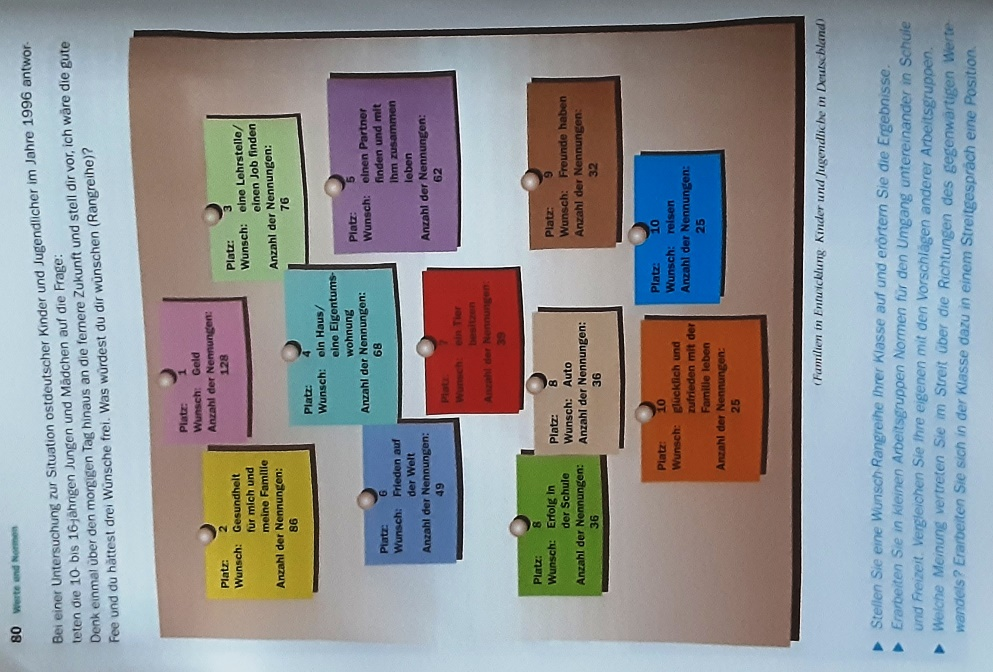 80 Werte und Normen
Bei einer Untersuchung zur Situation ostdeutscher Kinder und Jugendlicher im Jahre 1996 antwor-
teten die 10- bis 16-jährigen Jungen und Mädchen auf die Frage:
Denk einmal über den morgigen Tag hinaus an die fernere Zukunft und stell dir vor, ich wäre die gute
Fee und du hättest drei Wünsche frei. Was würdest du dir wünschen (Rangreihe)?
Platz: 1
Wunsch: Geld
Anzahl der Nennungen:
128
Platz: 2
Wunsch: Gesundheit
für mich und
meine Familie
Anzahl der Nennungen:
86
Platz: 3
Wunsch: eine Lehrstelle/
einen Job finden
Anzahl der Nennungen:
76
Platz: 4
Wunsch: ein Haus/
eine Eigentums-
wohnung
Anzahl der Nennungen:
68
Platz: 5
Wunsch: einen Partner
finden und mit
ihm zusammen
leben
Anzahl der Nennungen:
62
Platz: 6
Wunsch: Frieden auf
der Welt
Anzahl der Nennungen:
49
Platz: 7
Wunsch: ein Tier
besitzen
Anzahl der Nennungen:
39
Platz: 8
Wunsch: Erfolg in
der Schule
Anzahl der Nennungen:
36
Platz: 8
Wunsch: Auto
Anzahl der Nennungen:
36
Platz: 9
Wunsch: Freunde haben
Anzahl der Nennungen:
32
Platz: 10
Wunsch: glücklich und
zufrieden mit der
Familie leben
Anzahl der Nennungen:
25
Platz: 10
Wunsch: reisen
Anzahl der Nennungen:
25
(Familien in Entwicklung. Kinder und Jugendliche in Deutschland)
▶ Stellen Sie eine Wunsch-Rangreihe Ihrer Klasse auf und erörtern Sie die Ergebnisse.
▶ Erarbeiten Sie in kleinen Arbeitsgruppen Normen für den Umgang untereinander in Schule
und Freizeit. Vergleichen Sie Ihre eigenen mit den Vorschlägen anderer Arbeitsgruppen.
▶ Welche Meinung vertreten Sie im Streit über die Richtungen des gegenwärtigen Werte-
wandels? Erarbeiten Sie sich in der Klasse dazu in einem Streitgespräch eine Position.